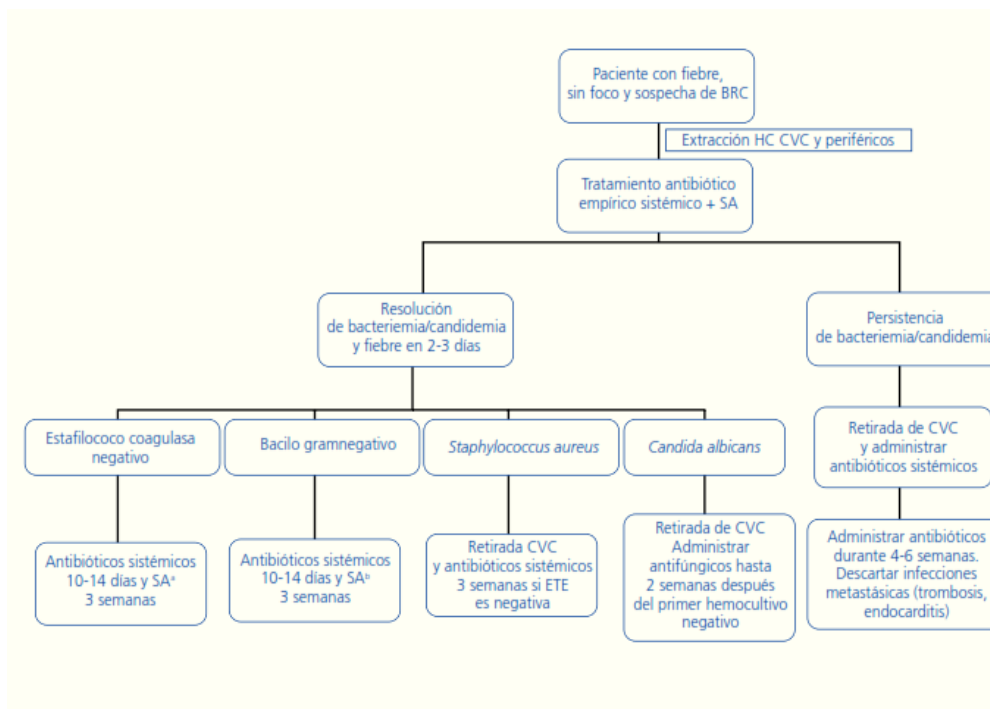 Paciente con fiebre,
sin foco y sospecha de BRC
Extracción HC CVC y periféricos
Tratamiento antibiótico
empírico sistémico + SA
Resolución
de bacteriemia/candidemia
y fiebre en 2-3 días
Persistencia
de bacteriemia/candidemia
Estafilococo coagulasa
negativo
Bacilo gramnegativo
Staphylococcus aureus
Candida albicans
Retirada de CVC
y administrar
antibióticos sistémicos
Antibióticos sistémicos
10-14 días y SAᵃ
3 semanas
Antibióticos sistémicos
10-14 días y SAᵇ
3 semanas
Retirada CVC
y antibióticos sistémicos
3 semanas si ETE
es negativa
Retirada de CVC
Administrar
antifúngicos hasta
2 semanas después
del primer hemocultivo
negativo
Administrar antibióticos
durante 4-6 semanas.
Descartar infecciones
metastásicas (trombosis,
endocarditis)